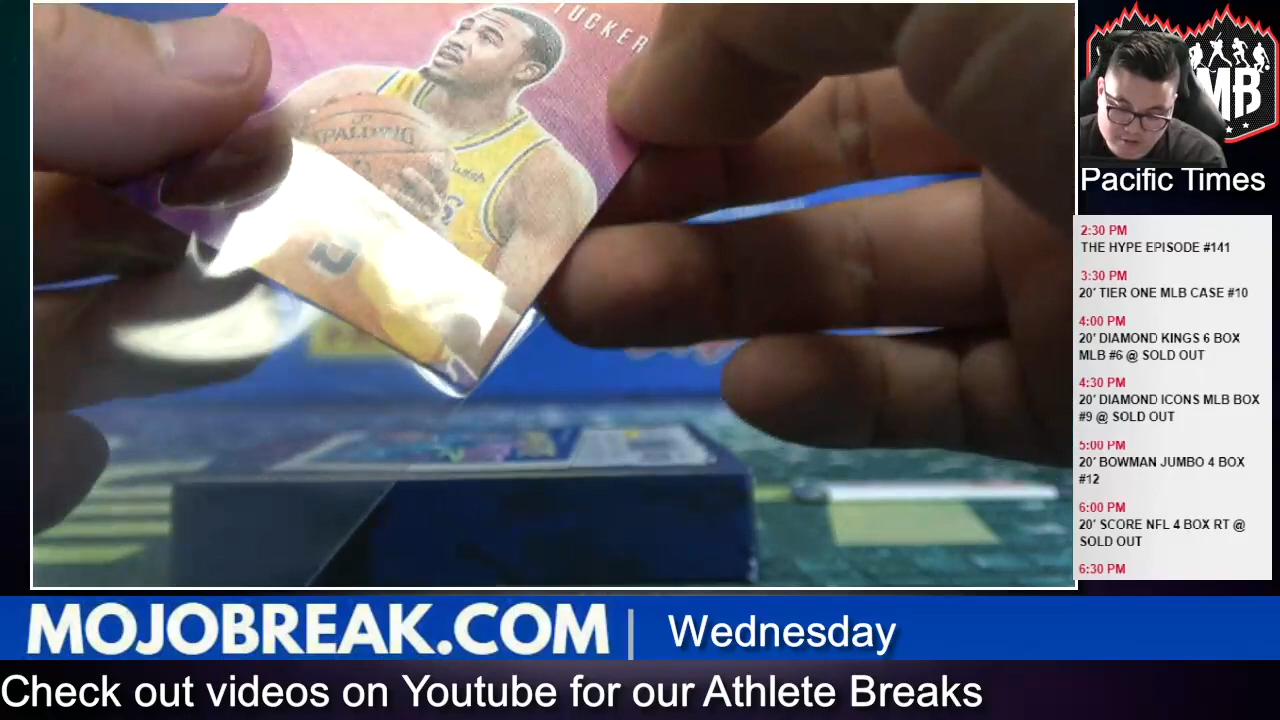 TUCKER
SPALDING
wish
MB
Pacific Times
2:30 PM
THE HYPE EPISODE #141
3:30 PM
20' TIER ONE MLB CASE #10
4:00 PM
20' DIAMOND KINGS 6 BOX
MLB #6 @ SOLD OUT
4:30 PM
20' DIAMOND ICONS MLB BOX
#9 @ SOLD OUT
5:00 PM
20' BOWMAN JUMBO 4 BOX
#12
6:00 PM
20' SCORE NFL 4 BOX RT @
SOLD OUT
6:30 PM
MOJOBREAK.COM | Wednesday
Check out videos on Youtube for our Athlete Breaks